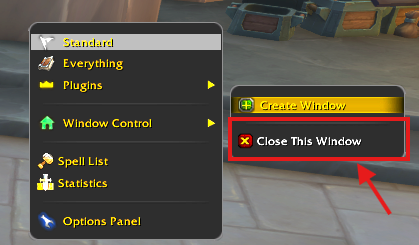 Standard
Everything
Plugins
Window Control
Spell List
Statistics
Options Panel
Create Window
Close This Window